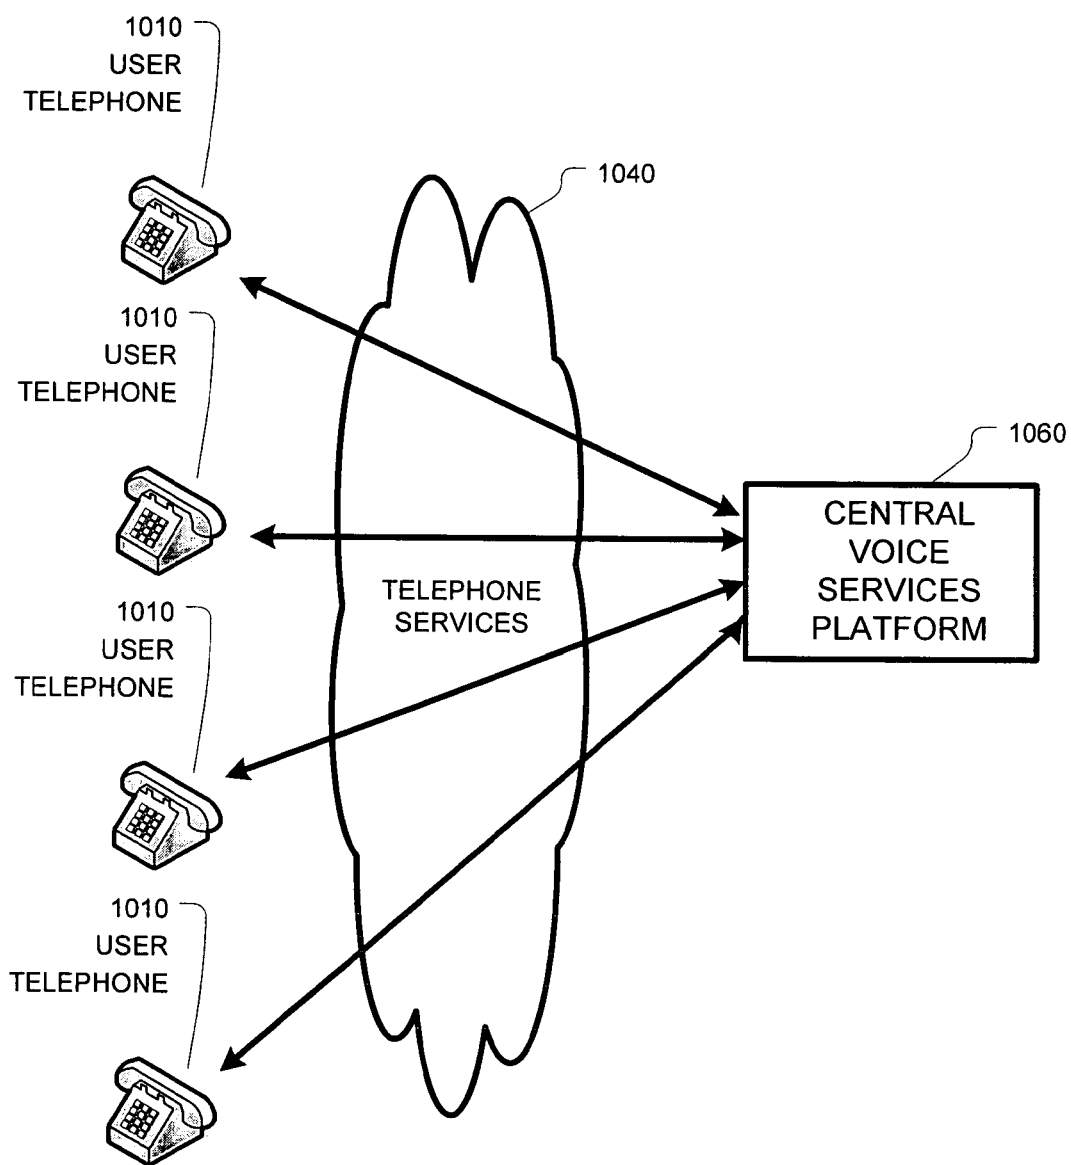 1010
USER
TELEPHONE
1040
1010
USER
TELEPHONE
1060
CENTRAL
VOICE
SERVICES
PLATFORM
TELEPHONE
SERVICES
1010
USER
TELEPHONE
1010
USER
TELEPHONE